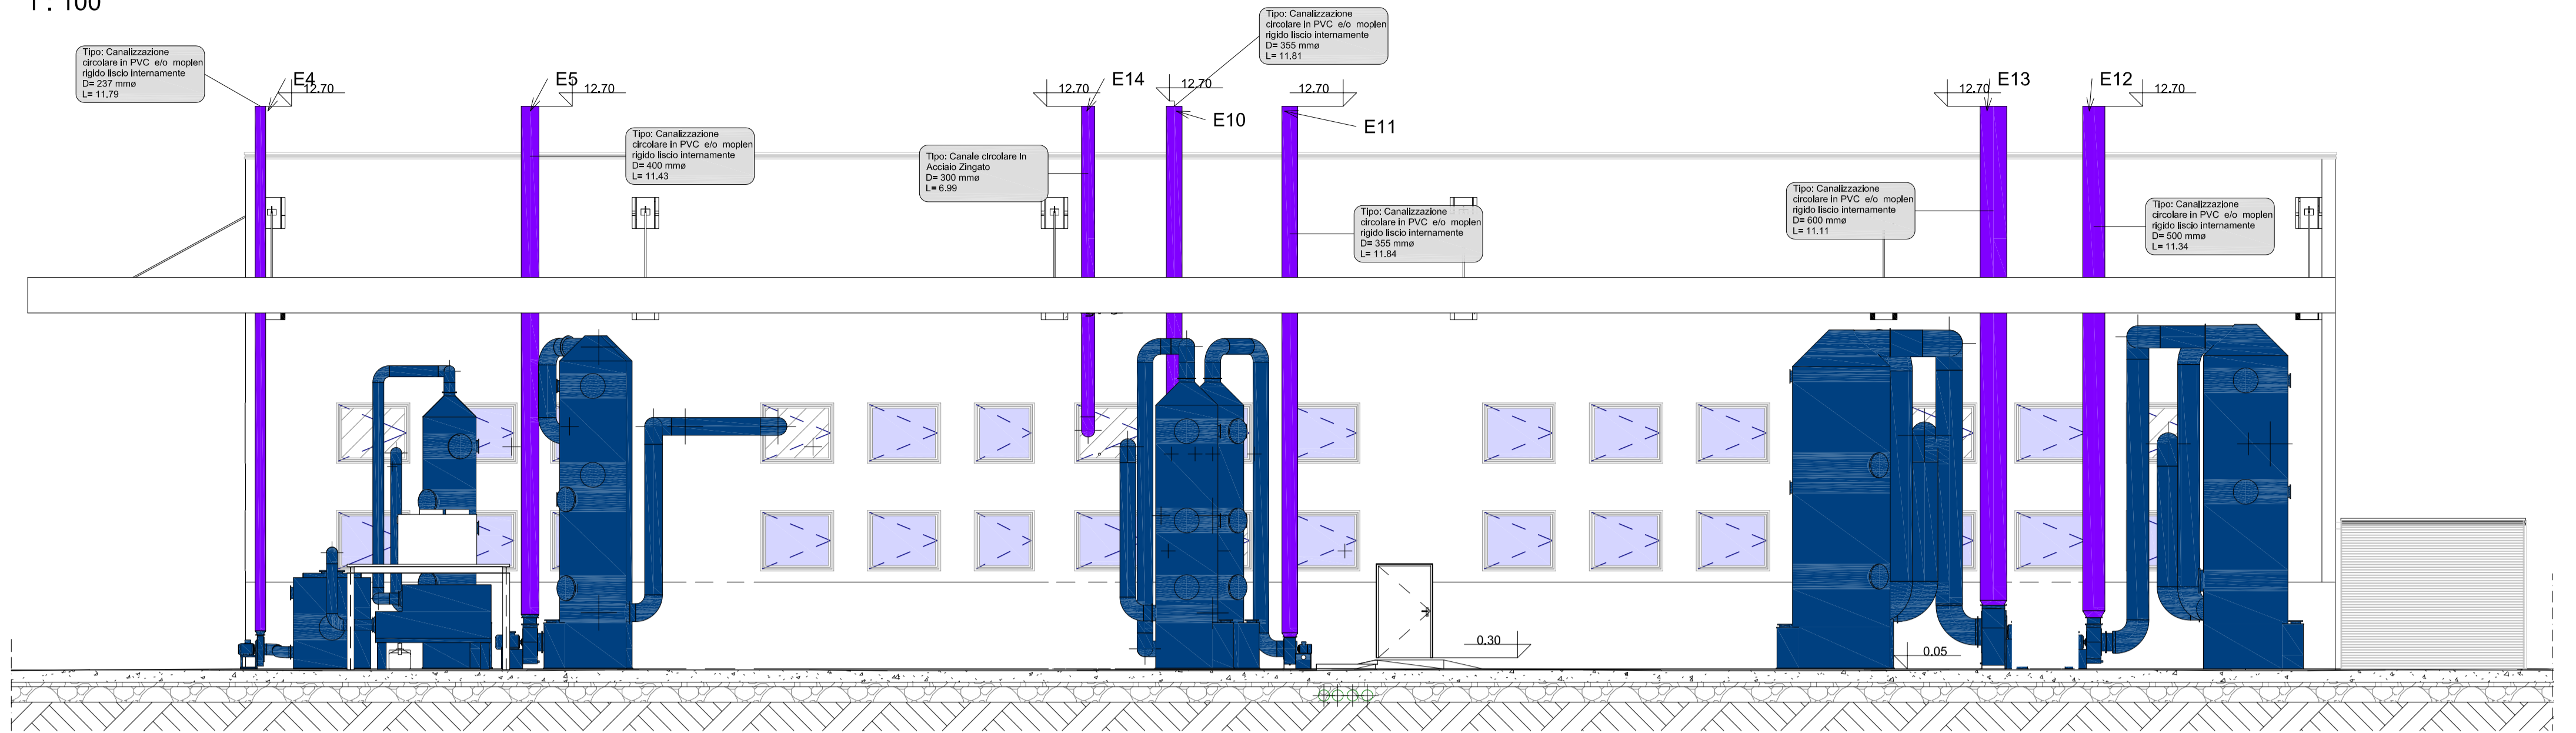 1 : 100
Tipo: Canalizzazione
circolare in PVC e/o moplen
rigido liscio internamente
D= 237 mmø
L= 11.79
E4
12.70
E5
12.70
Tipo: Canalizzazione
circolare in PVC e/o moplen
rigido liscio internamente
D= 400 mmø
L= 11.43
Tipo: Canale circolare in
Acciaio Zingato
D= 300 mmø
L= 6.99
12.70
E14
12.70
E10
Tipo: Canalizzazione
circolare in PVC e/o moplen
rigido liscio internamente
D= 355 mmø
L= 11.81
12.70
E11
Tipo: Canalizzazione
circolare in PVC e/o moplen
rigido liscio internamente
D= 355 mmø
L= 11.84
Tipo: Canalizzazione
circolare in PVC e/o moplen
rigido liscio internamente
D= 600 mmø
L= 11.11
12.70
E13
E12
12.70
Tipo: Canalizzazione
circolare in PVC e/o moplen
rigido liscio internamente
D= 500 mmø
L= 11.34
0.30
0.05